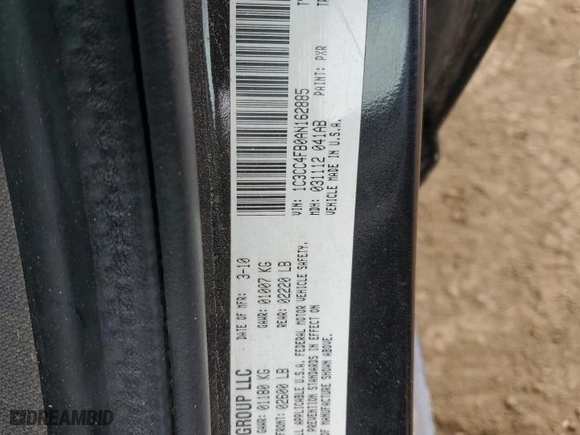 GROUP LLC
DATE OF MFR: 3-10
GAWR: 01180 KG GAWR: 01007 KG
FRONT: 02600 LB REAR: 02220 LB
APPLICABLE U.S.A. FEDERAL MOTOR VEHICLE SAFETY,
PREVENTION STANDARDS IN EFFECT ON
OF MANUFACTURE SHOWN ABOVE.
VIN: 1C3CC4FB0AN162885
MDH: 031112 041AB PAINT: PXR
VEHICLE MADE IN U.S.A.
DREAMBID